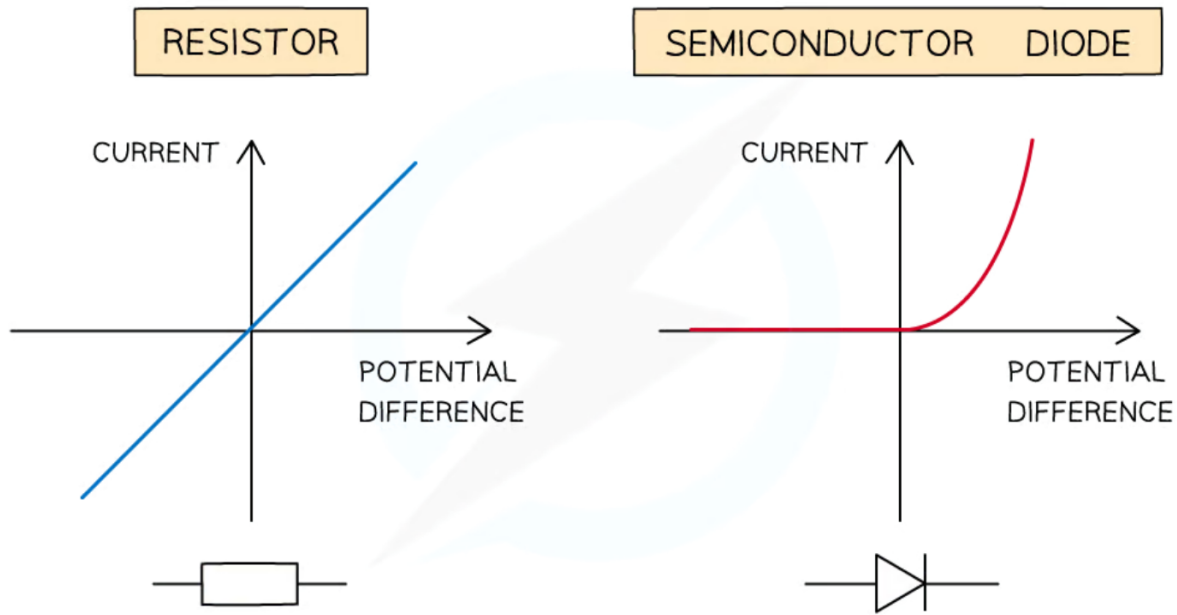 RESISTOR
SEMICONDUCTOR DIODE
CURRENT
POTENTIAL
DIFFERENCE
CURRENT
POTENTIAL
DIFFERENCE